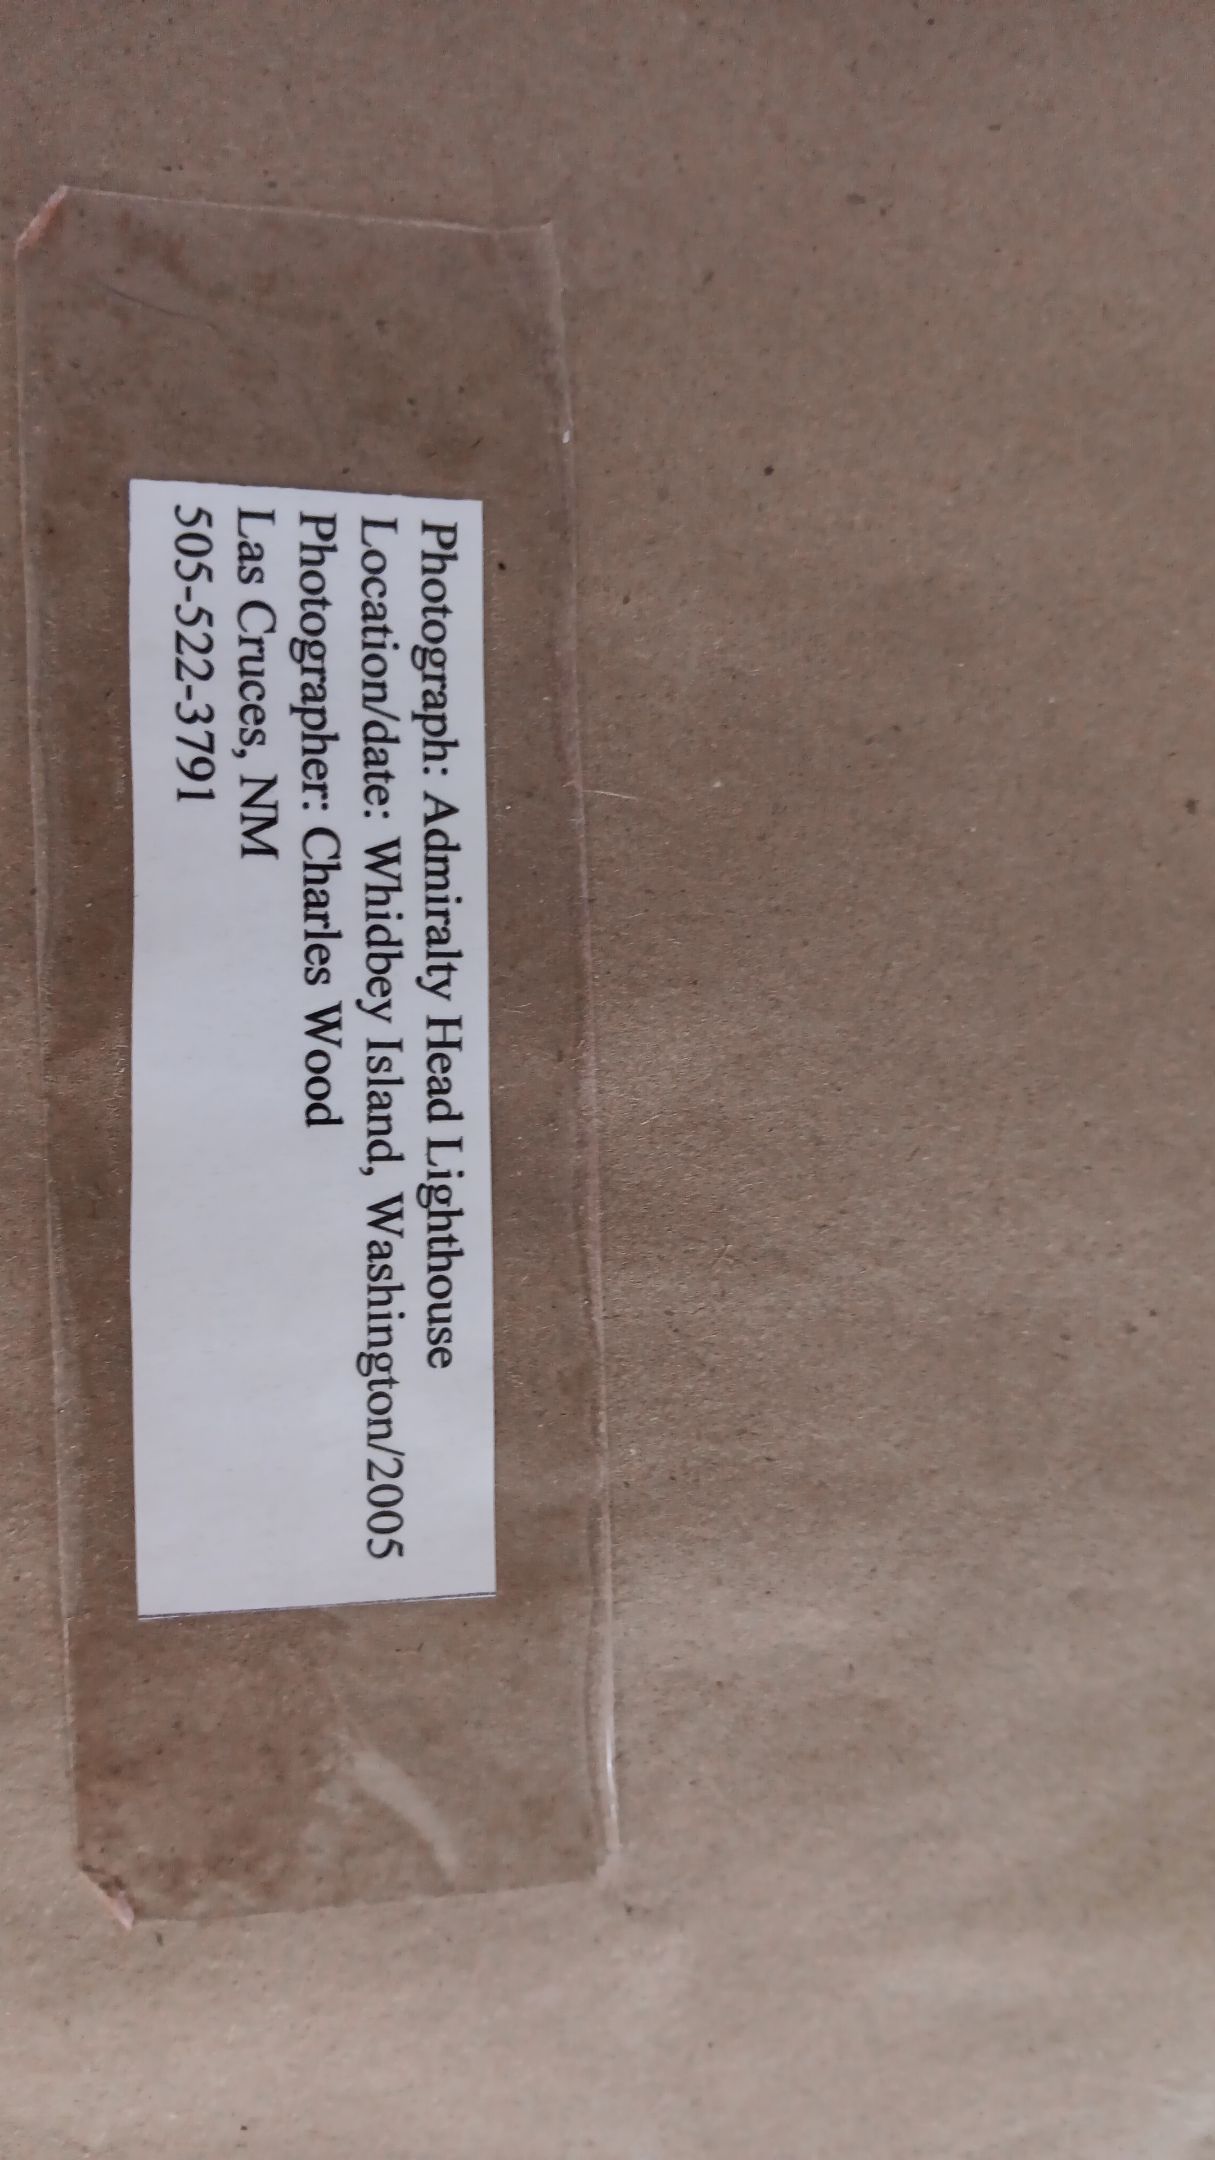 Photograph: Admiralty Head Lighthouse
Location/date: Whidbey Island, Washington/2005
Photographer: Charles Wood
Las Cruces, NM
505-522-3791